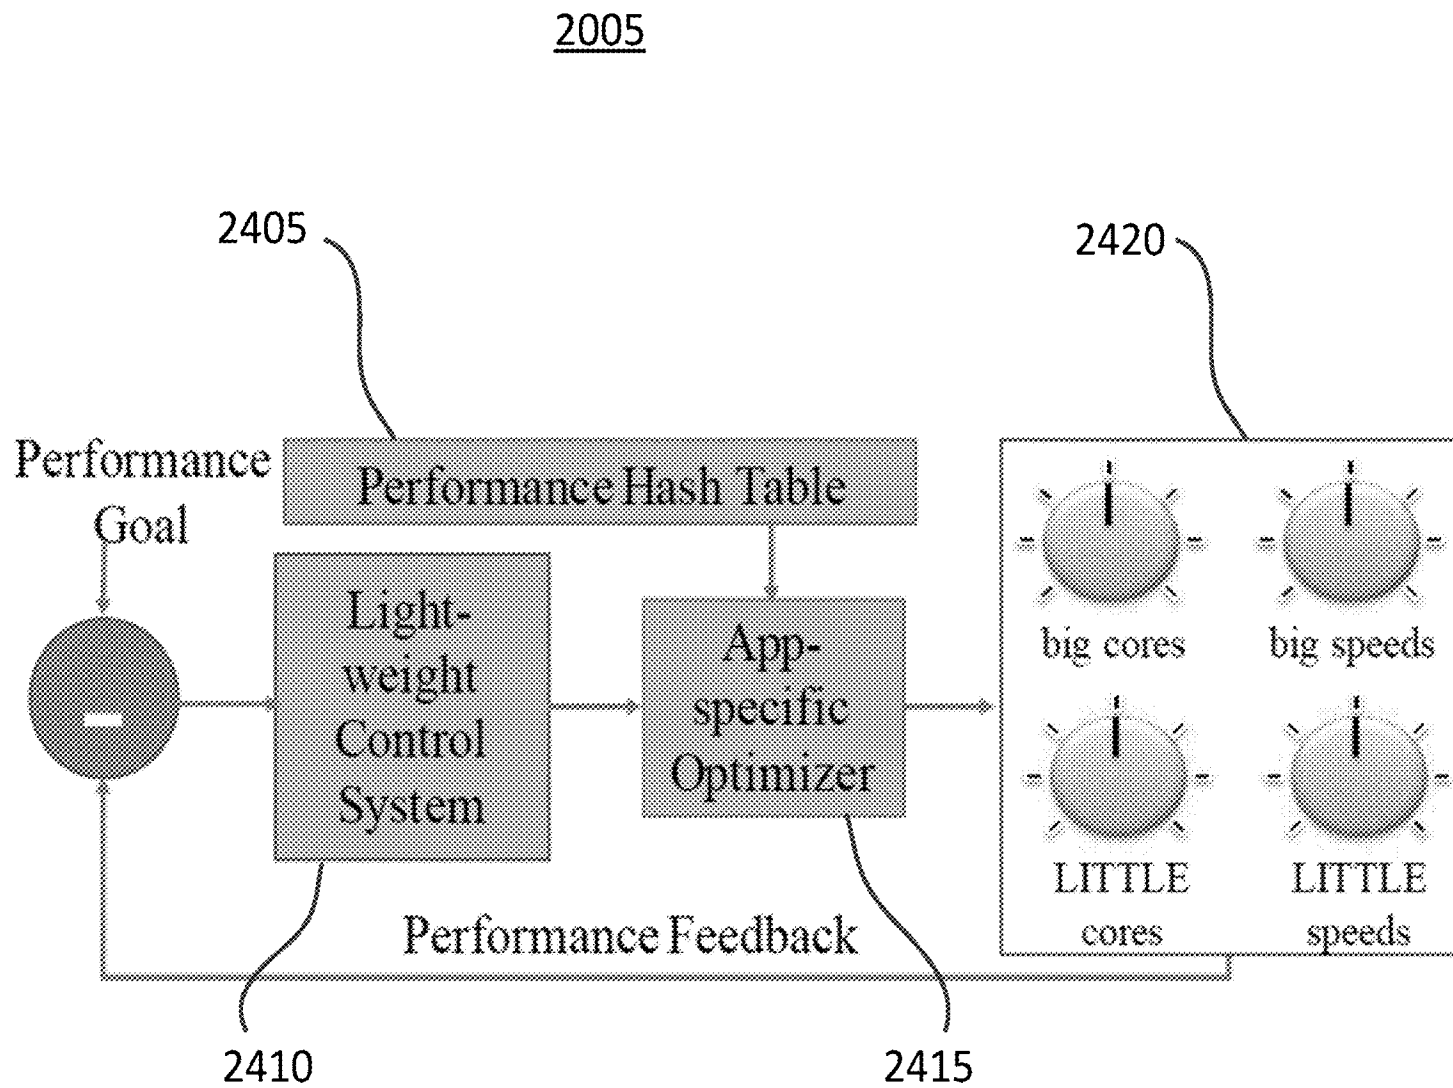 2005
2405
2420
Performance
Goal
Performance Hash Table
Light-
weight
Control
System
App-
specific
Optimizer
big cores
big speeds
LITTLE
cores
LITTLE
speeds
Performance Feedback
2410
2415